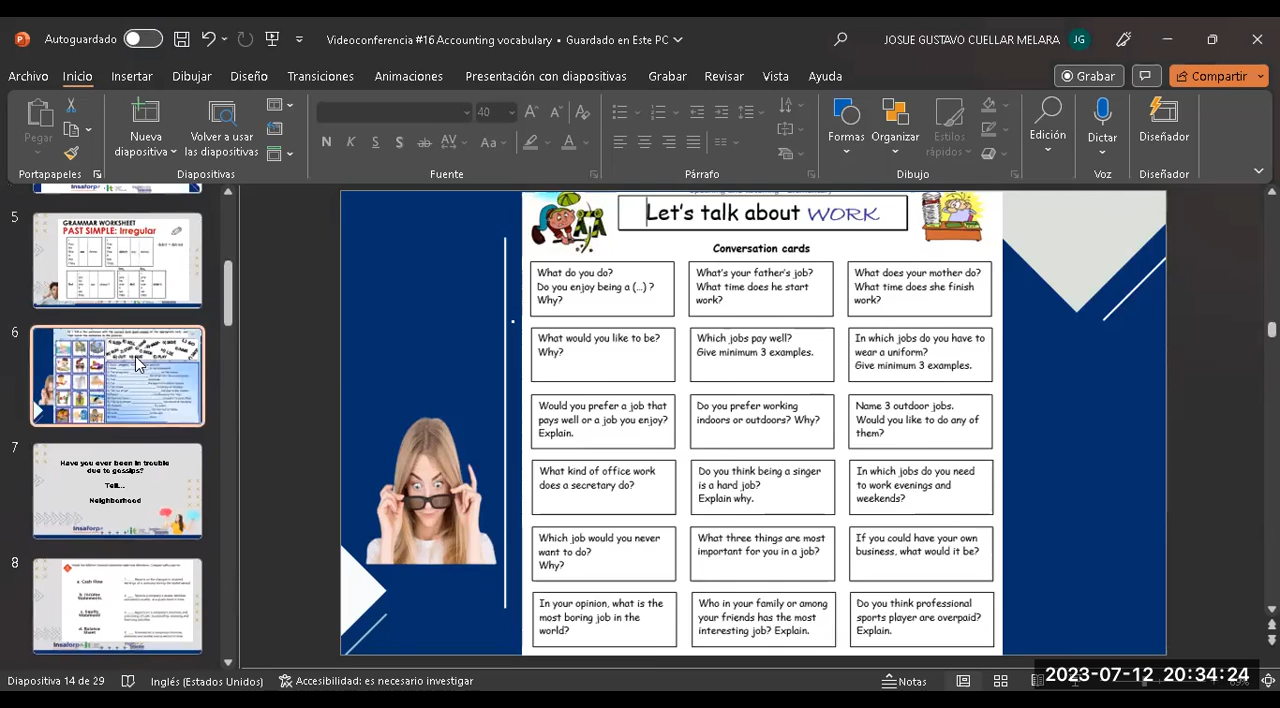 Autoguardado
Videoconferencia #16 Accounting vocabulary • Guardado en Este PC
JOSUE GUSTAVO CUELLAR MELARA
JG
Archivo Inicio Insertar Dibujar Diseño Transiciones Animaciones Presentación con diapositivas Grabar Revisar Vista Ayuda
Grabar
Compartir
Pegar
Nueva
diapositiva
Volver a usar
las diapositivas
40
N K S S ab AV Aa A
Formas
Organizar
Estilos
rápidos
Edición
Dictar
Diseñador
Portapapeles
Diapositivas
Fuente
Párrafo
Dibujo
Voz
Diseñador
5
GRAMMAR WORKSHEET
PAST SIMPLE: Irregular
6
7
Have you ever been in trouble
due to gossips?
Tell...
Neighborhood
Insaforp
8
a. Cash Flow
b. Income
Statements
c. Equity
Statements
d. Balance
Sheet
Insaforp
Let's talk about WORK
Conversation cards
What do you do?
Do you enjoy being a (...) ?
Why?
What's your father's job?
What time does he start
work?
What does your mother do?
What time does she finish
work?
What would you like to be?
Why?
Which jobs pay well?
Give minimum 3 examples.
In which jobs do you have to
wear a uniform?
Give minimum 3 examples.
Would you prefer a job that
pays well or a job you enjoy?
Explain.
Do you prefer working
indoors or outdoors? Why?
Name 3 outdoor jobs.
Would you like to do any of
them?
What kind of office work
does a secretary do?
Do you think being a singer
is a hard job?
Explain why.
In which jobs do you need
to work evenings and
weekends?
Which job would you never
want to do?
Why?
What three things are most
important for you in a job?
If you could have your own
business, what would it be?
In your opinion, what is the
most boring job in the
world?
Who in your family or among
your friends has the most
interesting job? Explain.
Do you think professional
sports player are overpaid?
Explain.
Diapositiva 14 de 29
Inglés (Estados Unidos)
Accesibilidad: es necesario investigar
Notas
2023-07-12 20:34:24